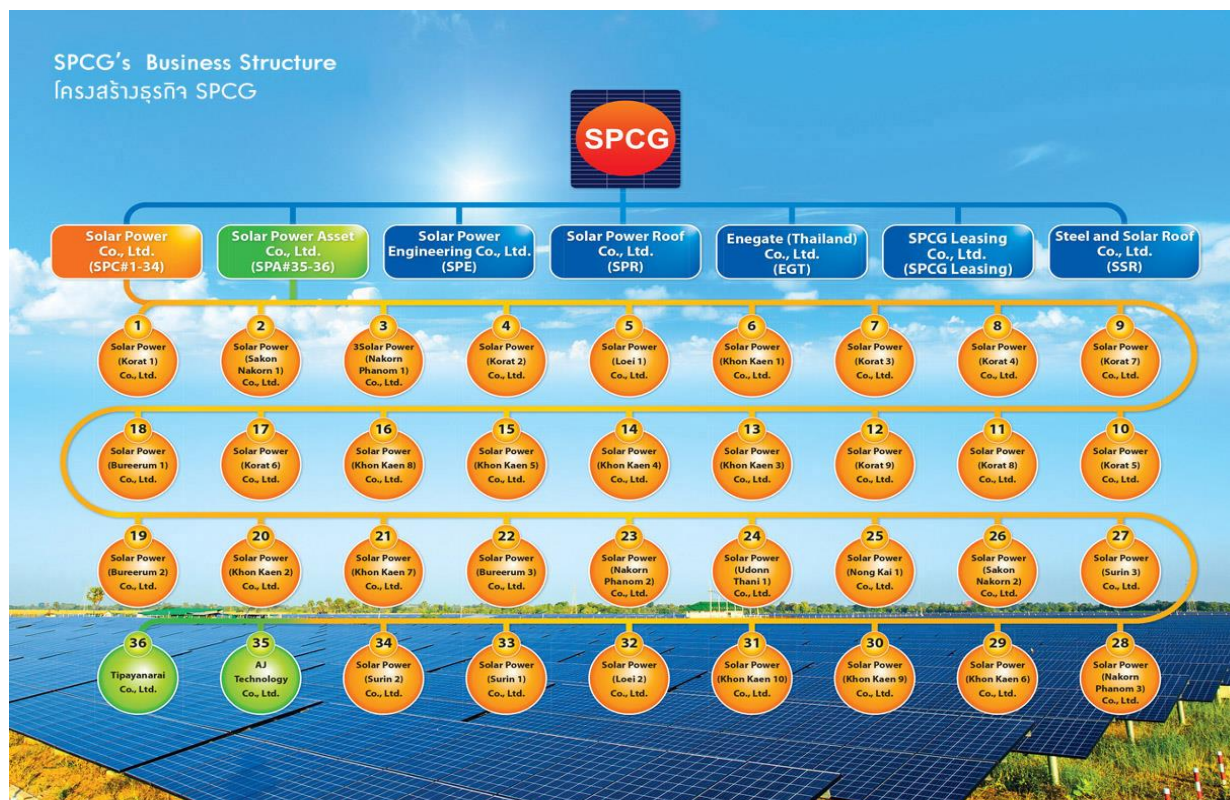 SPCG's Business Structure
โครงสร้างธุรกิจ SPCG
SPCG
Solar Power
Co., Ltd.
(SPC#1-34)
Solar Power Asset
Co., Ltd.
(SPA#35-36)
Solar Power
Engineering Co., Ltd.
(SPE)
Solar Power Roof
Co., Ltd.
(SPR)
Enegate (Thailand)
Co., Ltd.
(EGT)
SPCG Leasing
Co., Ltd.
(SPCG Leasing)
Steel and Solar Roof
Co., Ltd.
(SSR)
1
Solar Power
(Korat 1)
Co., Ltd.
2
Solar Power
(Sakon
Nakorn 1)
Co., Ltd.
3
3Solar Power
(Nakorn
Phanom 1)
Co., Ltd.
4
Solar Power
(Korat 2)
Co., Ltd.
5
Solar Power
(Loei 1)
Co., Ltd.
6
Solar Power
(Khon Kaen 1)
Co., Ltd.
7
Solar Power
(Korat 3)
Co., Ltd.
8
Solar Power
(Korat 4)
Co., Ltd.
9
Solar Power
(Korat 7)
Co., Ltd.
18
Solar Power
(Bureerum 1)
Co., Ltd.
17
Solar Power
(Korat 6)
Co., Ltd.
16
Solar Power
(Khon Kaen 8)
Co., Ltd.
15
Solar Power
(Khon Kaen 5)
Co., Ltd.
14
Solar Power
(Khon Kaen 4)
Co., Ltd.
13
Solar Power
(Khon Kaen 3)
Co., Ltd.
12
Solar Power
(Korat 9)
Co., Ltd.
11
Solar Power
(Korat 8)
Co., Ltd.
10
Solar Power
(Korat 5)
Co., Ltd.
19
Solar Power
(Bureerum 2)
Co., Ltd.
20
Solar Power
(Khon Kaen 2)
Co., Ltd.
21
Solar Power
(Khon Kaen 7)
Co., Ltd.
22
Solar Power
(Bureerum 3)
Co., Ltd.
23
Solar Power
(Nakorn
Phanom 2)
Co., Ltd.
24
Solar Power
(Udonn
Thani 1)
Co., Ltd.
25
Solar Power
(Nong Kai 1)
Co., Ltd.
26
Solar Power
(Sakon
Nakorn 2)
Co., Ltd.
27
Solar Power
(Surin 3)
Co., Ltd.
36
Tipayanarai
Co., Ltd.
35
AJ
Technology
Co., Ltd.
34
Solar Power
(Surin 2)
Co., Ltd.
33
Solar Power
(Surin 1)
Co., Ltd.
32
Solar Power
(Loei 2)
Co., Ltd.
31
Solar Power
(Khon Kaen 10)
Co., Ltd.
30
Solar Power
(Khon Kaen 9)
Co., Ltd.
29
Solar Power
(Khon Kaen 6)
Co., Ltd.
28
Solar Power
(Nakorn
Phanom 3)
Co., Ltd.